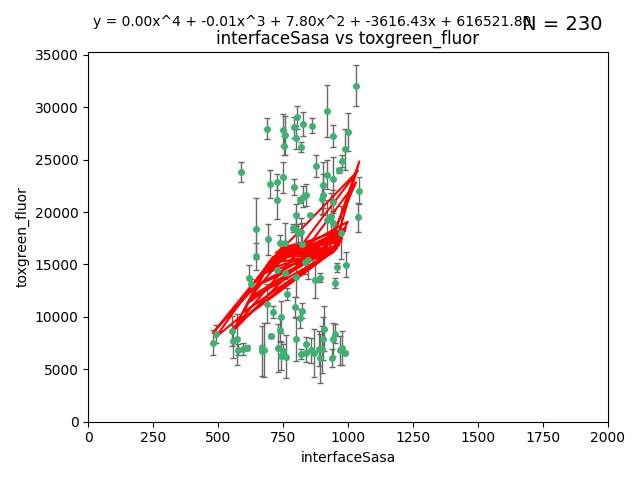 y = 0.00x^4 + -0.01x^3 + 7.80x^2 + -3616.43x + 616521.80
N = 230
interfaceSasa vs toxgreen_fluor
35000
30000
25000
20000
15000
10000
5000
0
toxgreen_fluor
0 250 500 750 1000 1250 1500 1750 2000
interfaceSasa